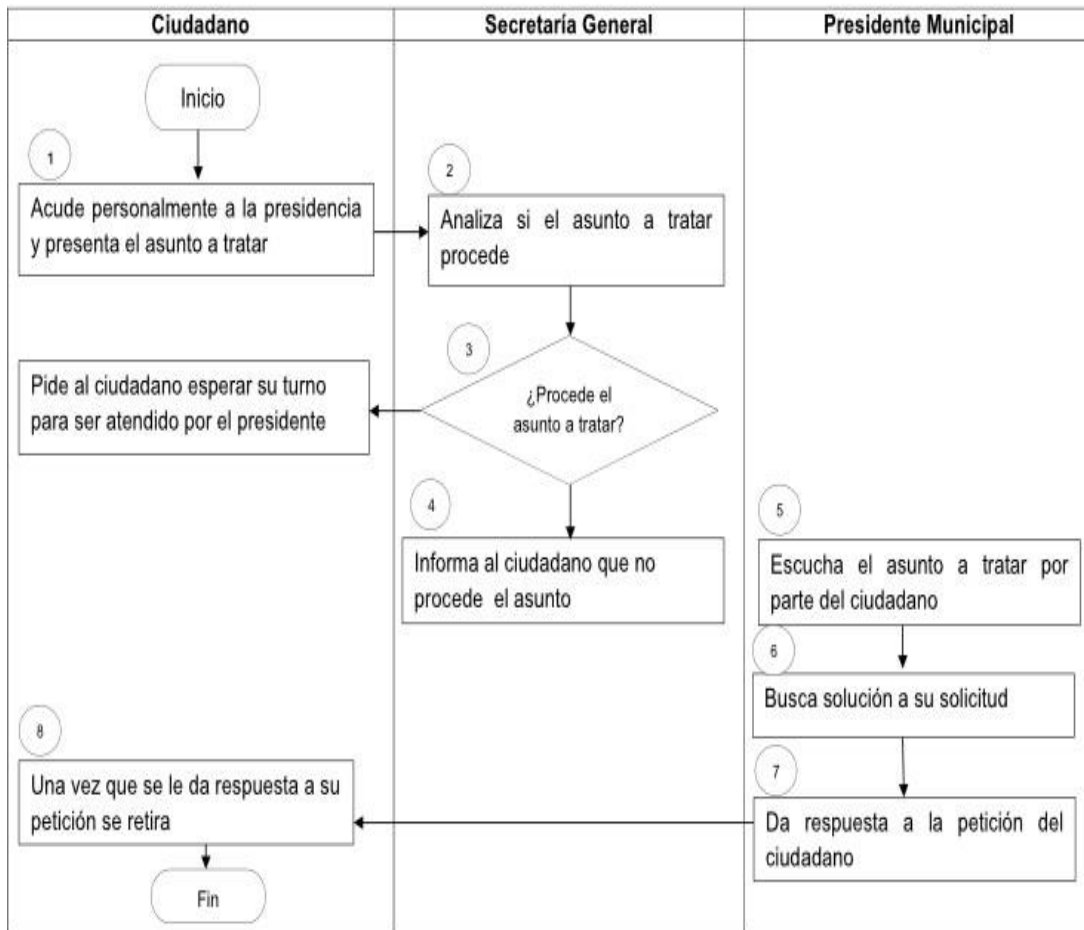 Ciudadano
Secretaría General
Presidente Municipal
Inicio
1
Acude personalmente a la presidencia
y presenta el asunto a tratar
2
Analiza si el asunto a tratar
procede
3
¿Procede el
asunto a tratar?
Pide al ciudadano esperar su turno
para ser atendido por el presidente
4
Informa al ciudadano que no
procede el asunto
5
Escucha el asunto a tratar por
parte del ciudadano
6
Busca solución a su solicitud
7
Da respuesta a la petición del
ciudadano
8
Una vez que se le da respuesta a su
petición se retira
Fin